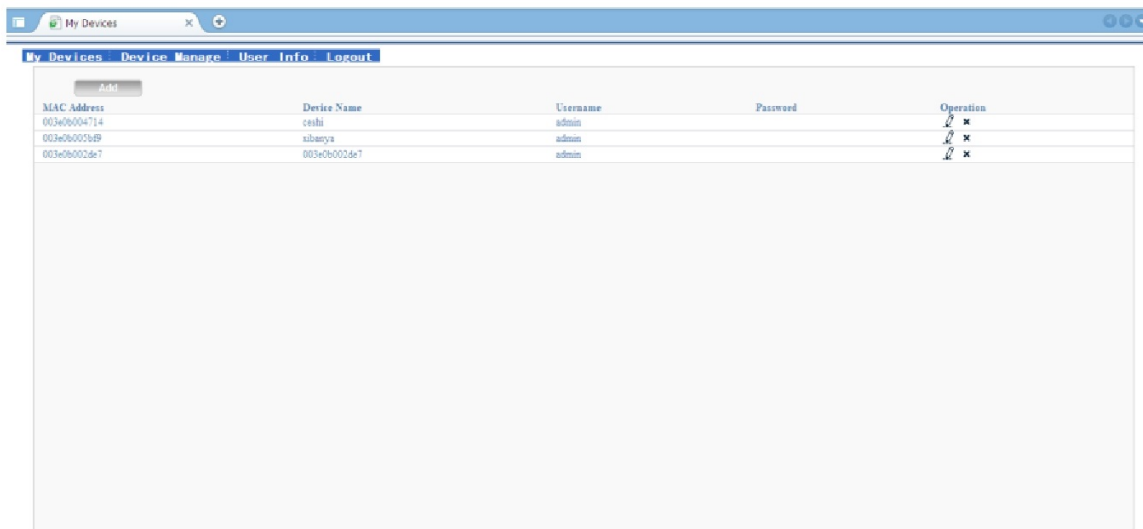 My Devices
My Devices Device Manage User Info Logout
Add
MAC Address Device Name Username Password Operation
003e0b004714 ceshi admin
003e0b005bf9 xibanya admin
003e0b002de7 003e0b002de7 admin